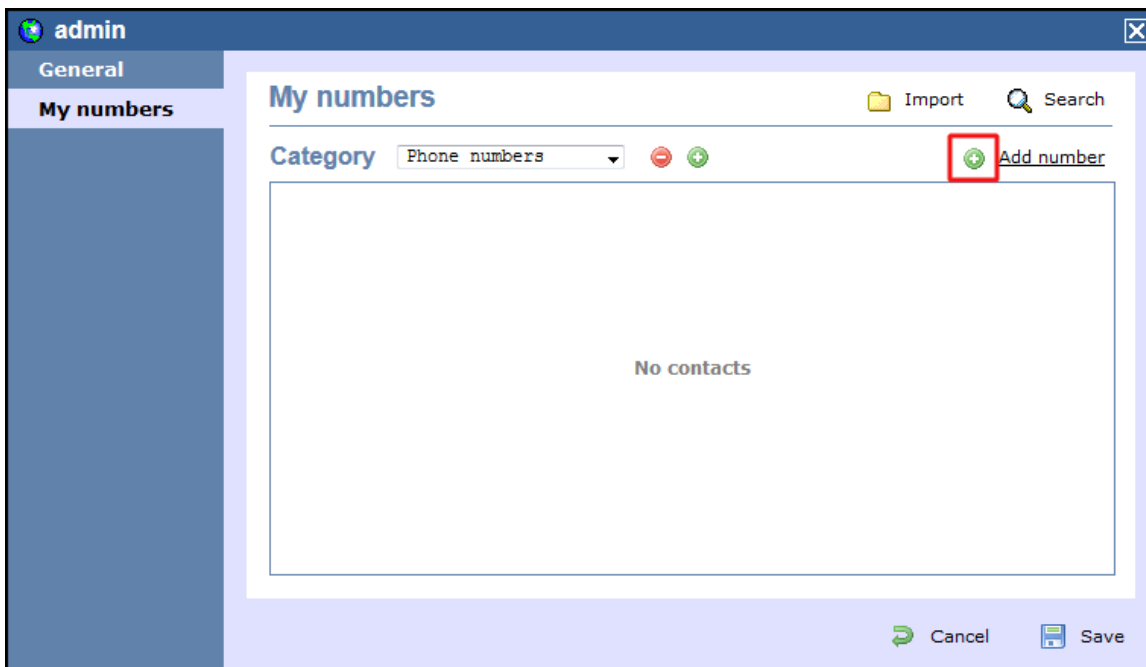 admin
General
My numbers
My numbers
Import
Search
Category
Phone numbers
Add number
No contacts
Cancel
Save